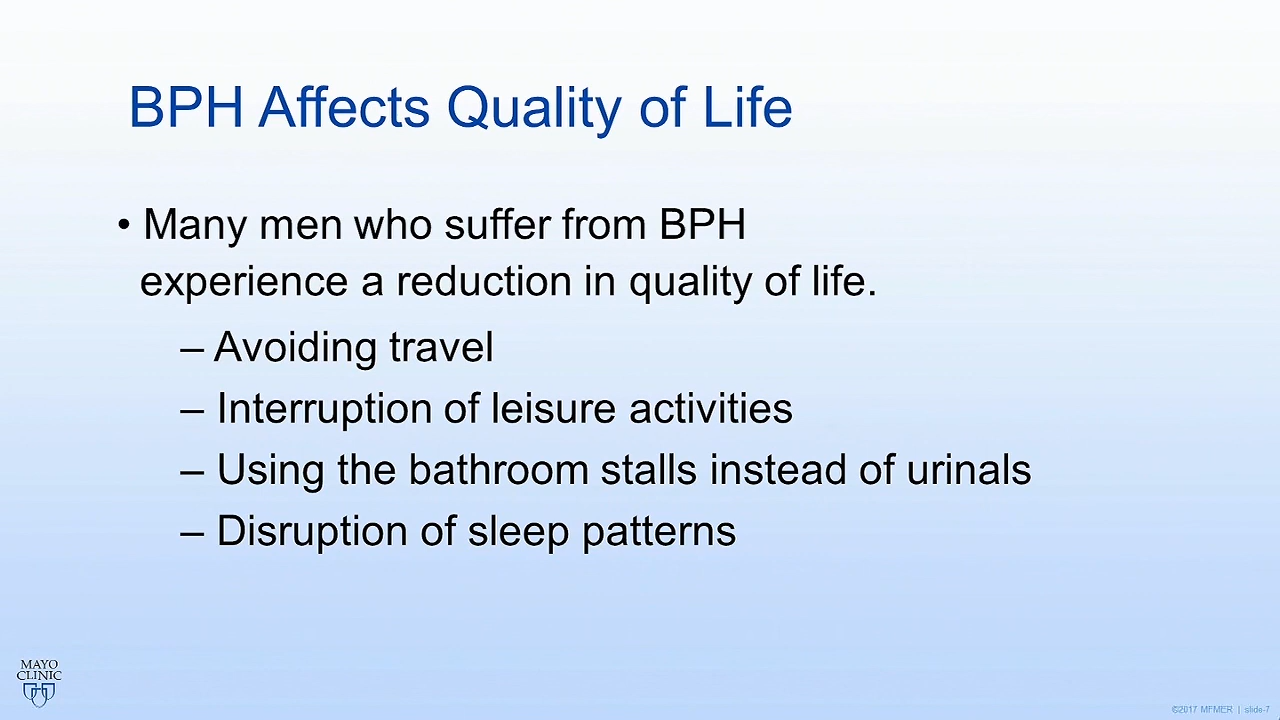 BPH Affects Quality of Life
• Many men who suffer from BPH
experience a reduction in quality of life.
– Avoiding travel
– Interruption of leisure activities
– Using the bathroom stalls instead of urinals
– Disruption of sleep patterns
MAYO
CLINIC
©2017 MFMER | slide-7